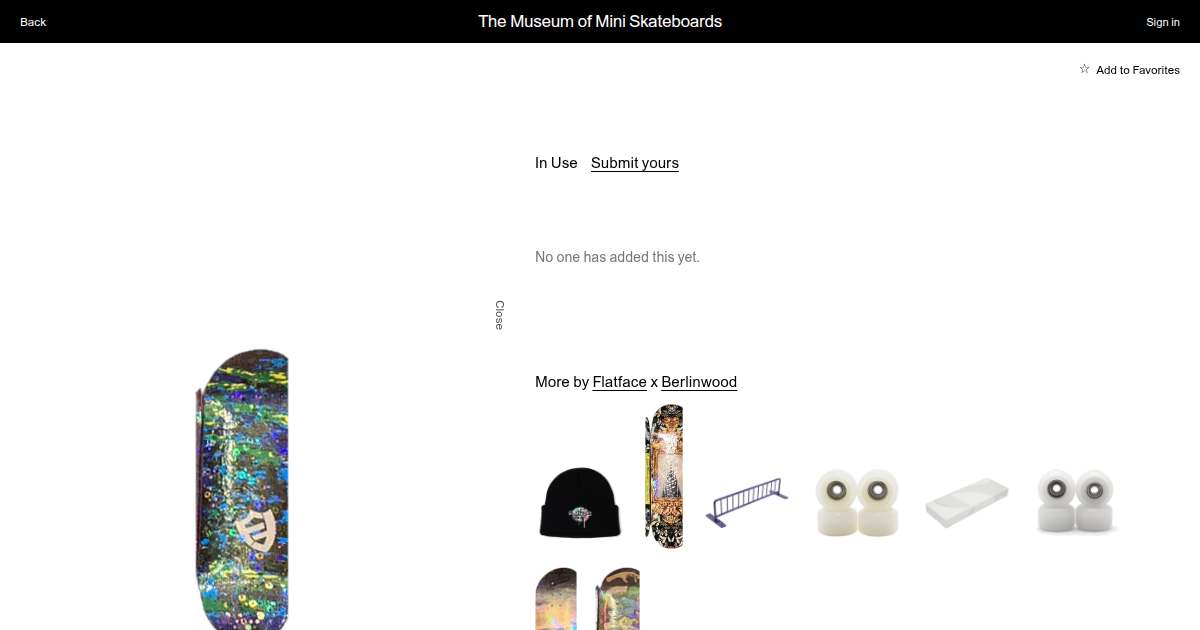 Back
The Museum of Mini Skateboards
Sign in
☆ Add to Favorites
In Use Submit yours
No one has added this yet.
Close
More by Flatface x Berlinwood